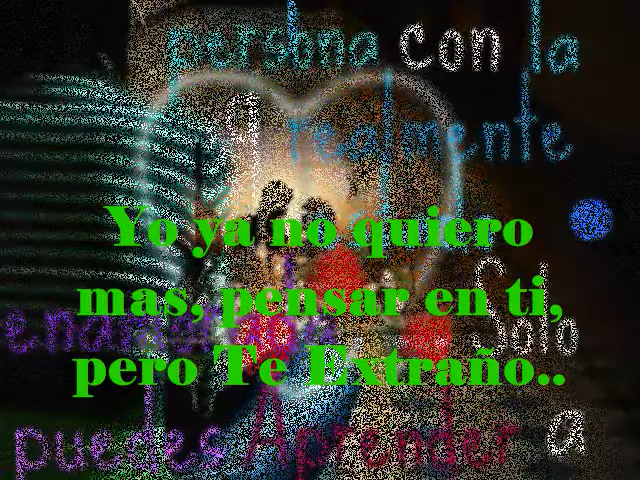 persona con la
q realmente
Yo ya no quiero
mas, pensar en ti,
Solo
pero Te Extraño..
puedes Aprender a